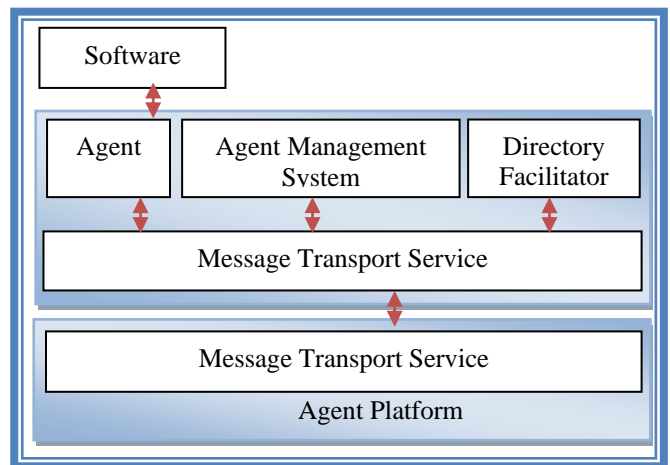 Software
Agent
Agent Management
System
Directory
Facilitator
Message Transport Service
Message Transport Service
Agent Platform